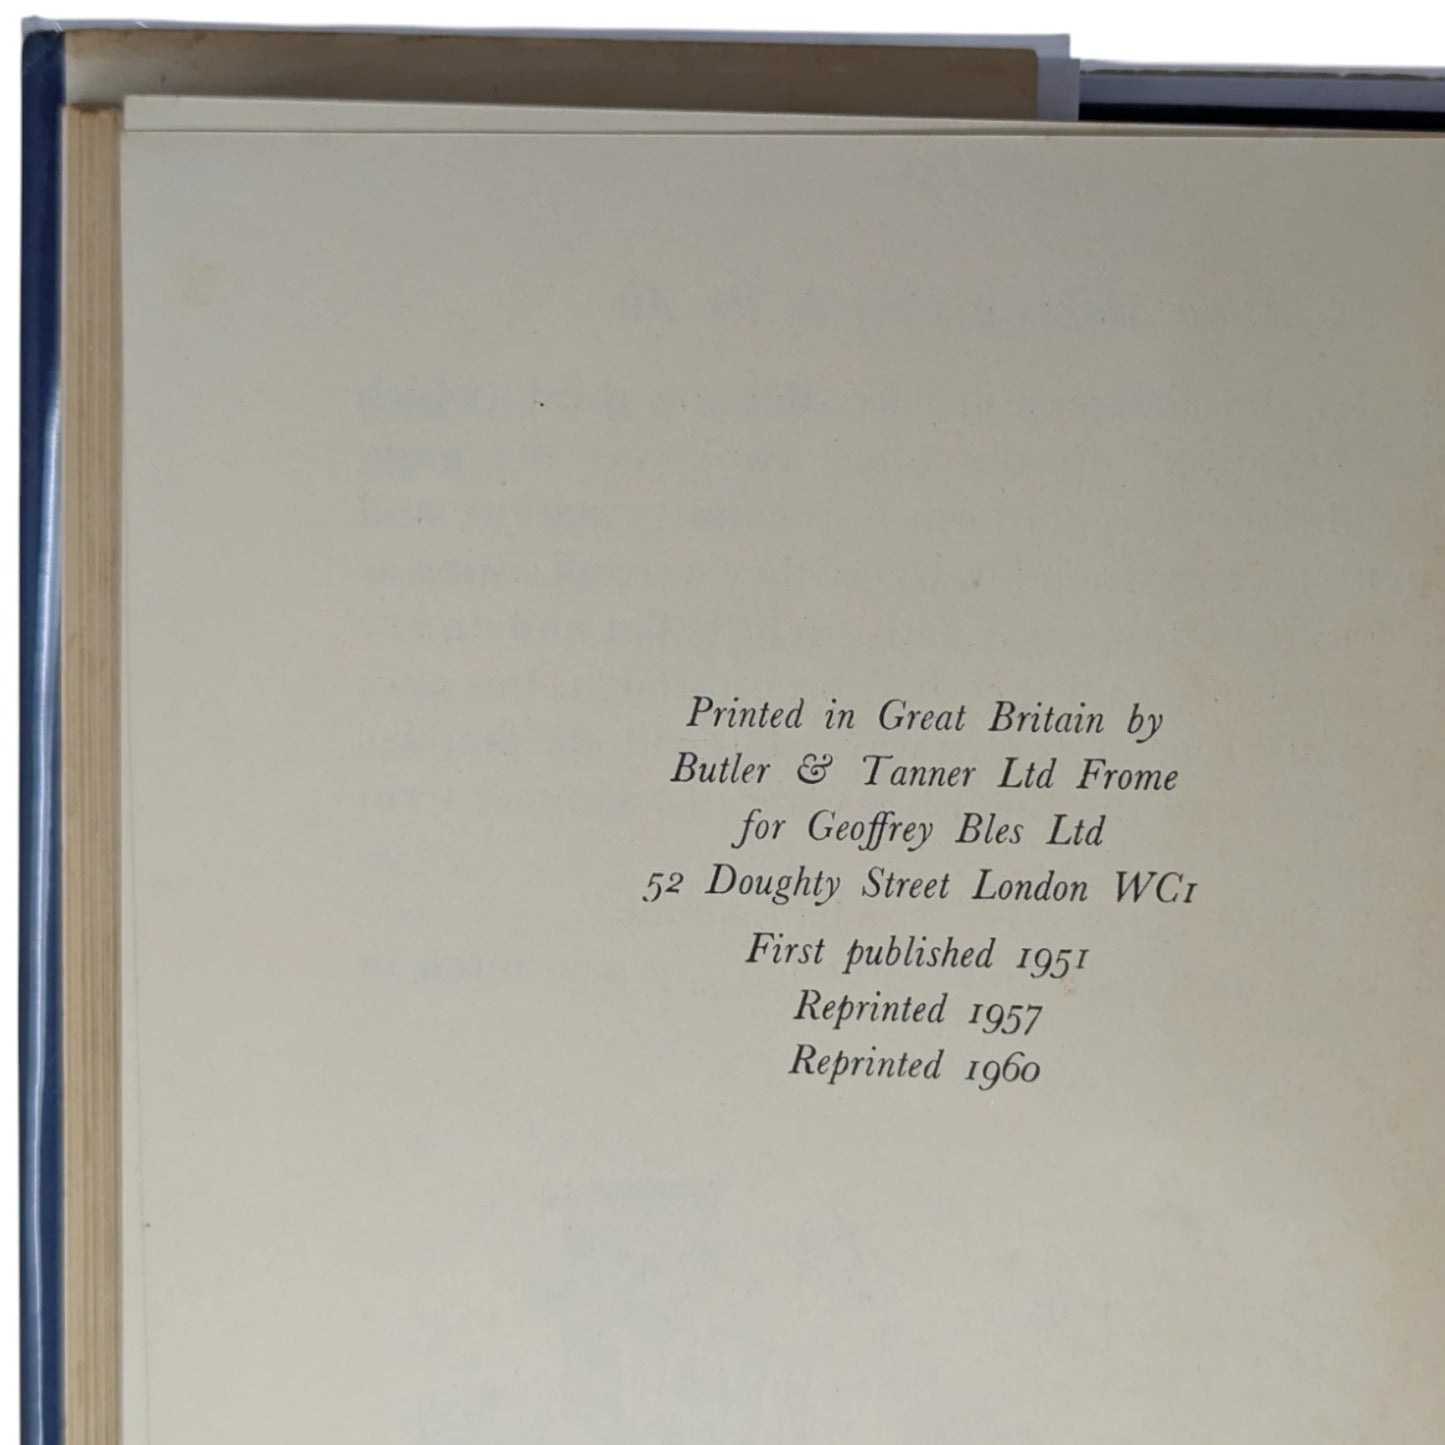 Printed in Great Britain by
Butler & Tanner Ltd Frome
for Geoffrey Bles Ltd
52 Doughty Street London WC1
First published 1951
Reprinted 1957
Reprinted 1960